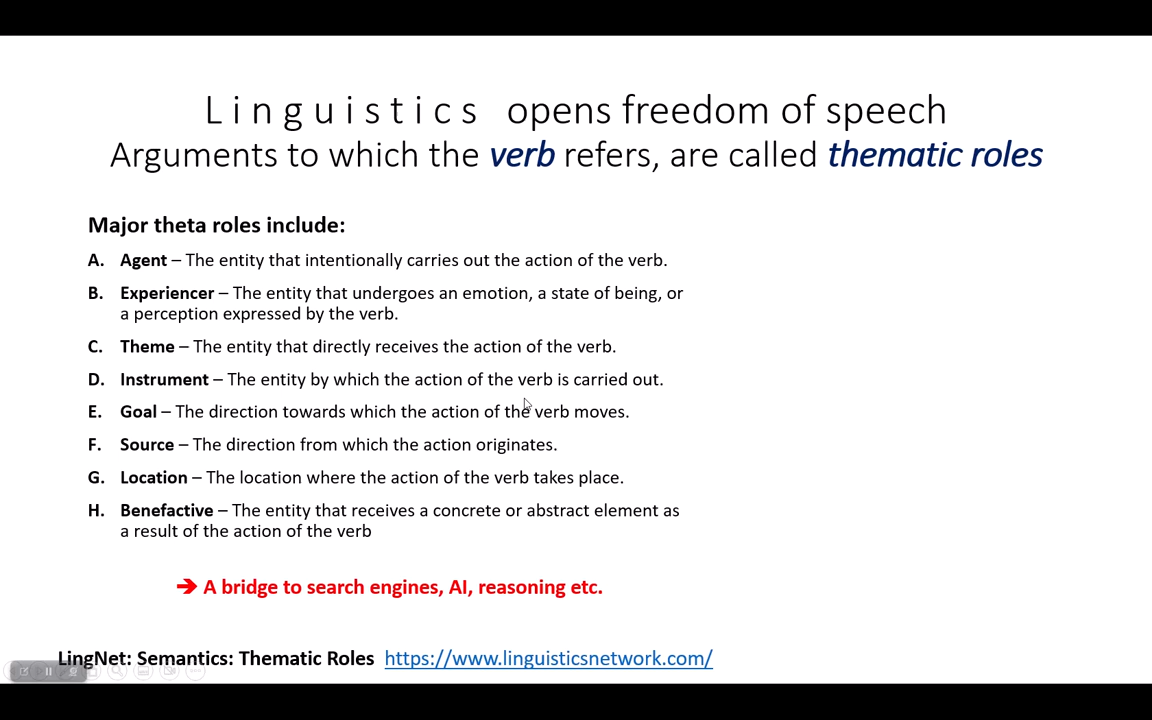 Linguistics opens freedom of speech
Arguments to which the verb refers, are called thematic roles
Major theta roles include:
A. Agent – The entity that intentionally carries out the action of the verb.
B. Experiencer – The entity that undergoes an emotion, a state of being, or
a perception expressed by the verb.
C. Theme – The entity that directly receives the action of the verb.
D. Instrument – The entity by which the action of the verb is carried out.
E. Goal – The direction towards which the action of the verb moves.
F. Source – The direction from which the action originates.
G. Location – The location where the action of the verb takes place.
H. Benefactive – The entity that receives a concrete or abstract element as
a result of the action of the verb
➔ A bridge to search engines, AI, reasoning etc.
LingNet: Semantics: Thematic Roles https://www.linguisticsnetwork.com/